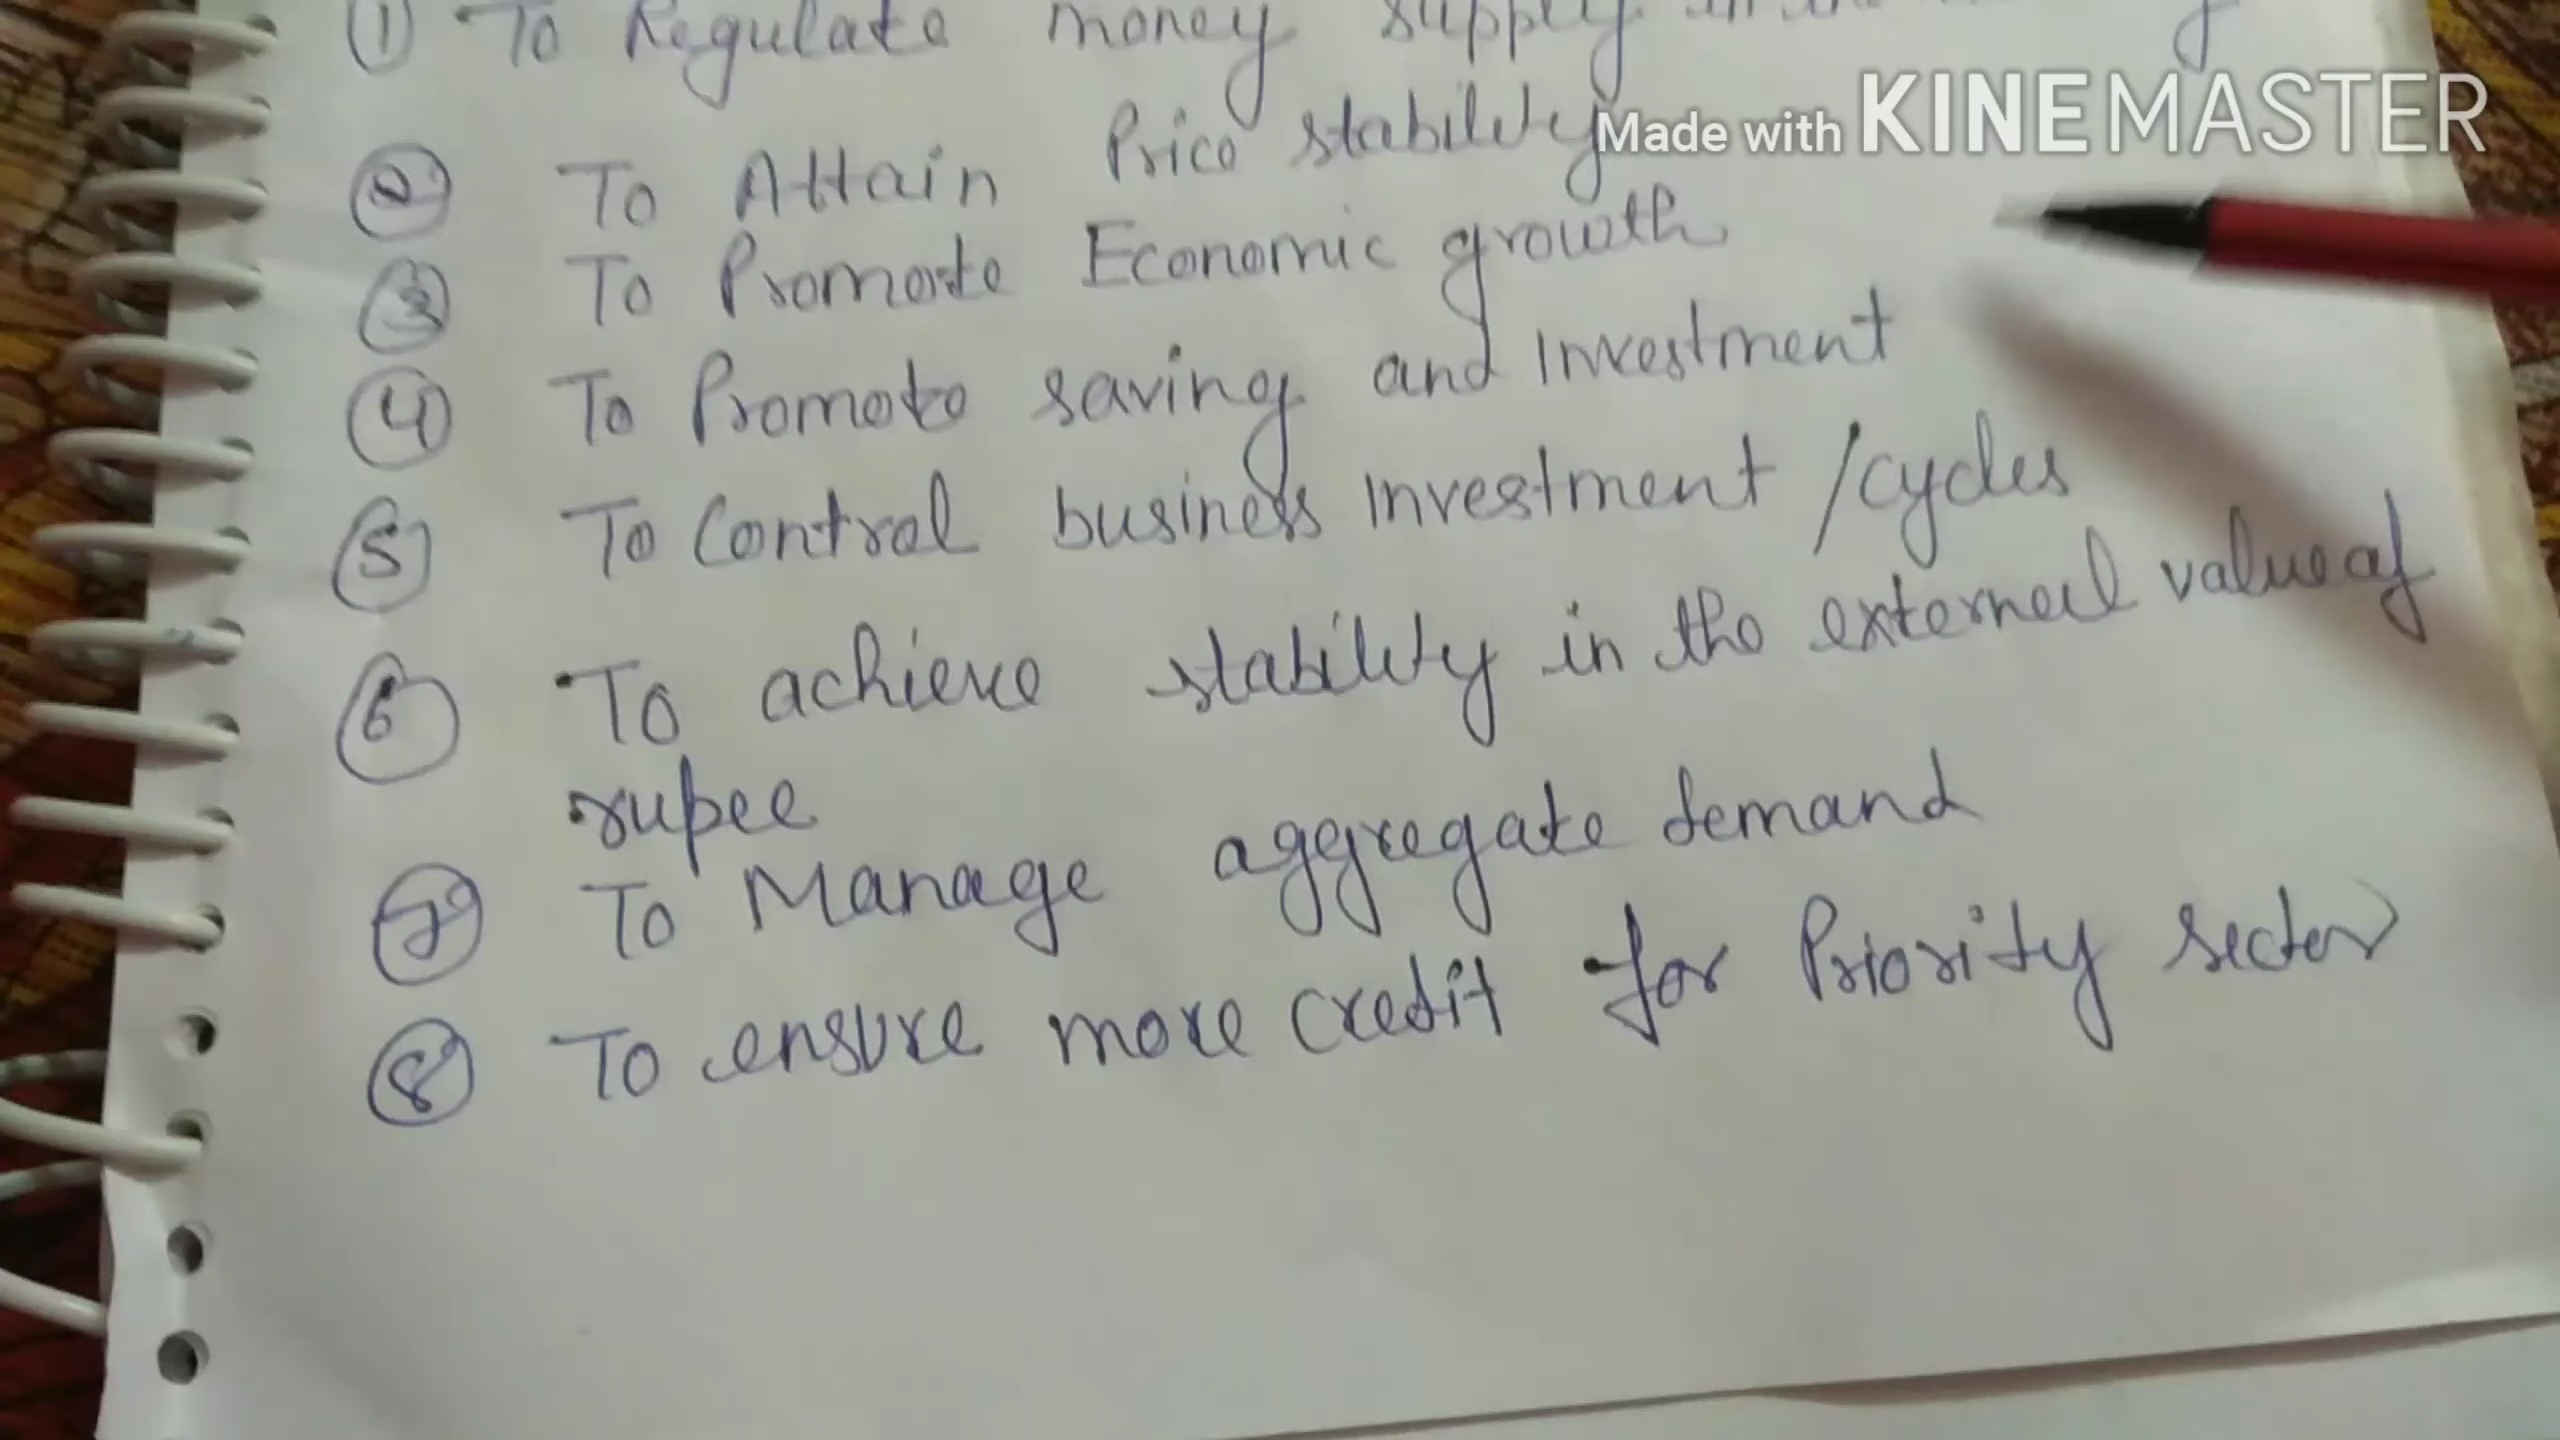 ① To Regulate money supply in the
Made with KINEMASTER
② To Attain Price stability
③ To Promote Economic growth
④ To Promote saving and Investment
⑤ To Control business Investment /cycles
⑥ To achieve stability in the external value of
rupee
⑦ To Manage aggregate demand
⑧ To ensure more credit for Priority sector